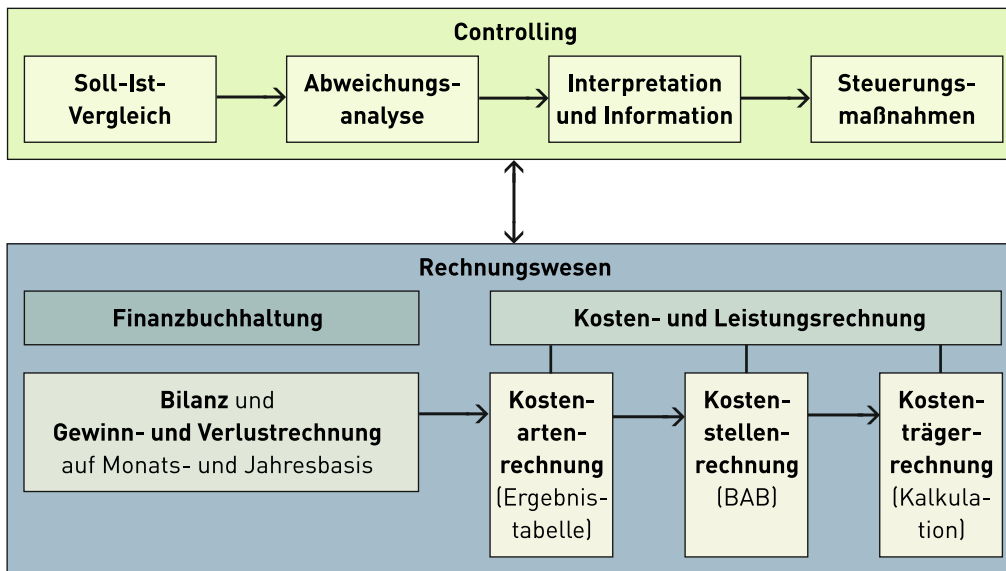 Controlling
Soll-Ist-
Vergleich
Abweichungs-
analyse
Interpretation
und Information
Steuerungs-
maßnahmen
Rechnungswesen
Finanzbuchhaltung
Kosten- und Leistungsrechnung
Bilanz und
Gewinn- und Verlustrechnung
auf Monats- und Jahresbasis
Kosten-
arten-
rechnung
(Ergebnis-
tabelle)
Kosten-
stellen-
rechnung
(BAB)
Kosten-
träger-
rechnung
(Kalkula-
tion)